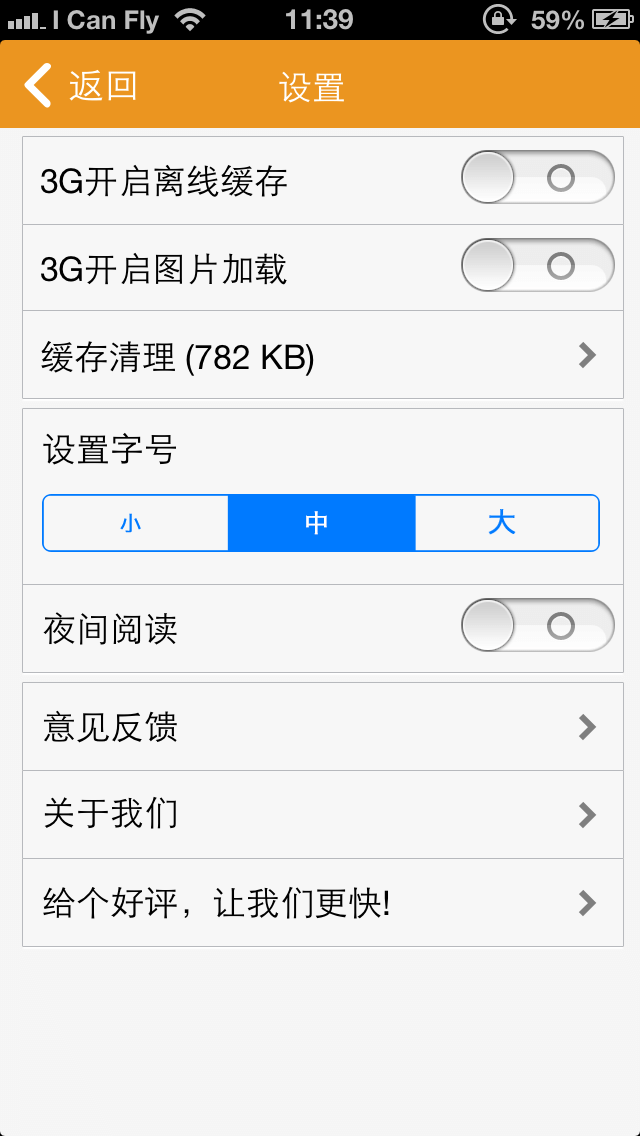 I Can Fly 11:39 59%
返回 设置
3G开启离线缓存
3G开启图片加载
缓存清理 (782 KB)
设置字号
小 中 大
夜间阅读
意见反馈
关于我们
给个好评，让我们更快!